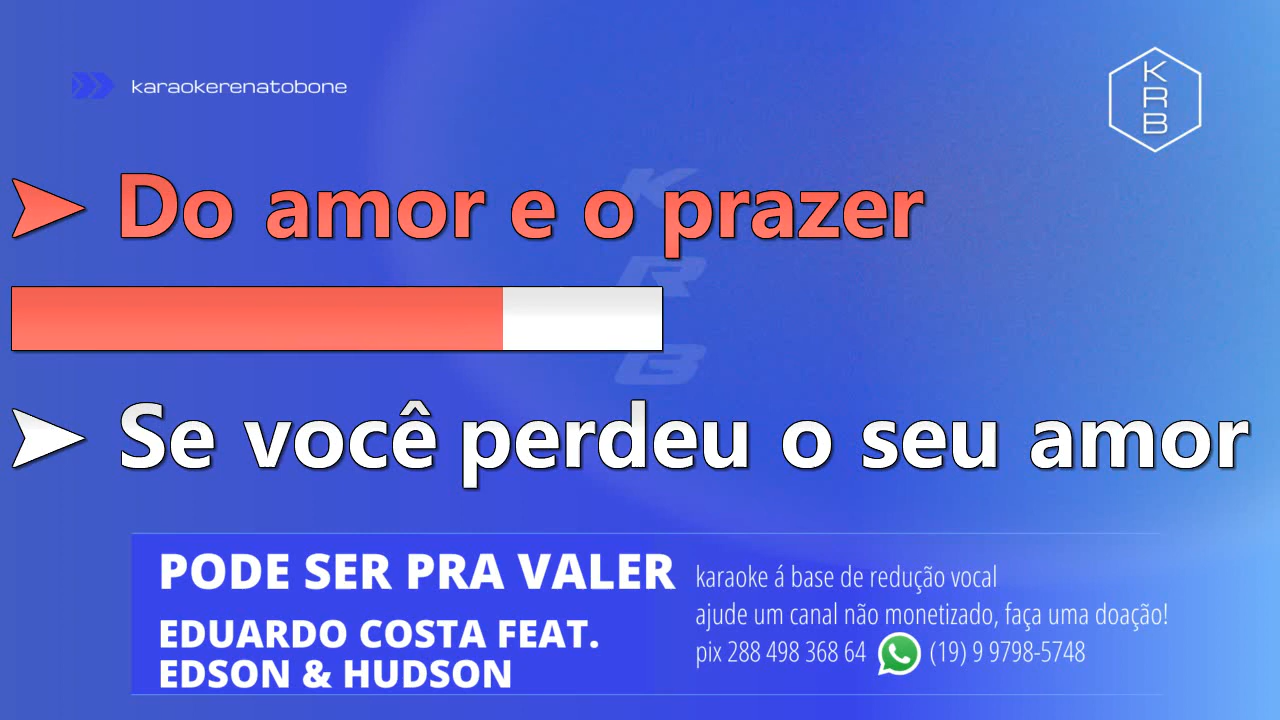 karaokerenatobone
K
R
B
➤ Do amor e o prazer
K
R
B
➤ Se você perdeu o seu amor
PODE SER PRA VALER
EDUARDO COSTA FEAT.
EDSON & HUDSON
karaoke á base de redução vocal
ajude um canal não monetizado, faça uma doação!
pix 288 498 368 64 (19) 9 9798-5748